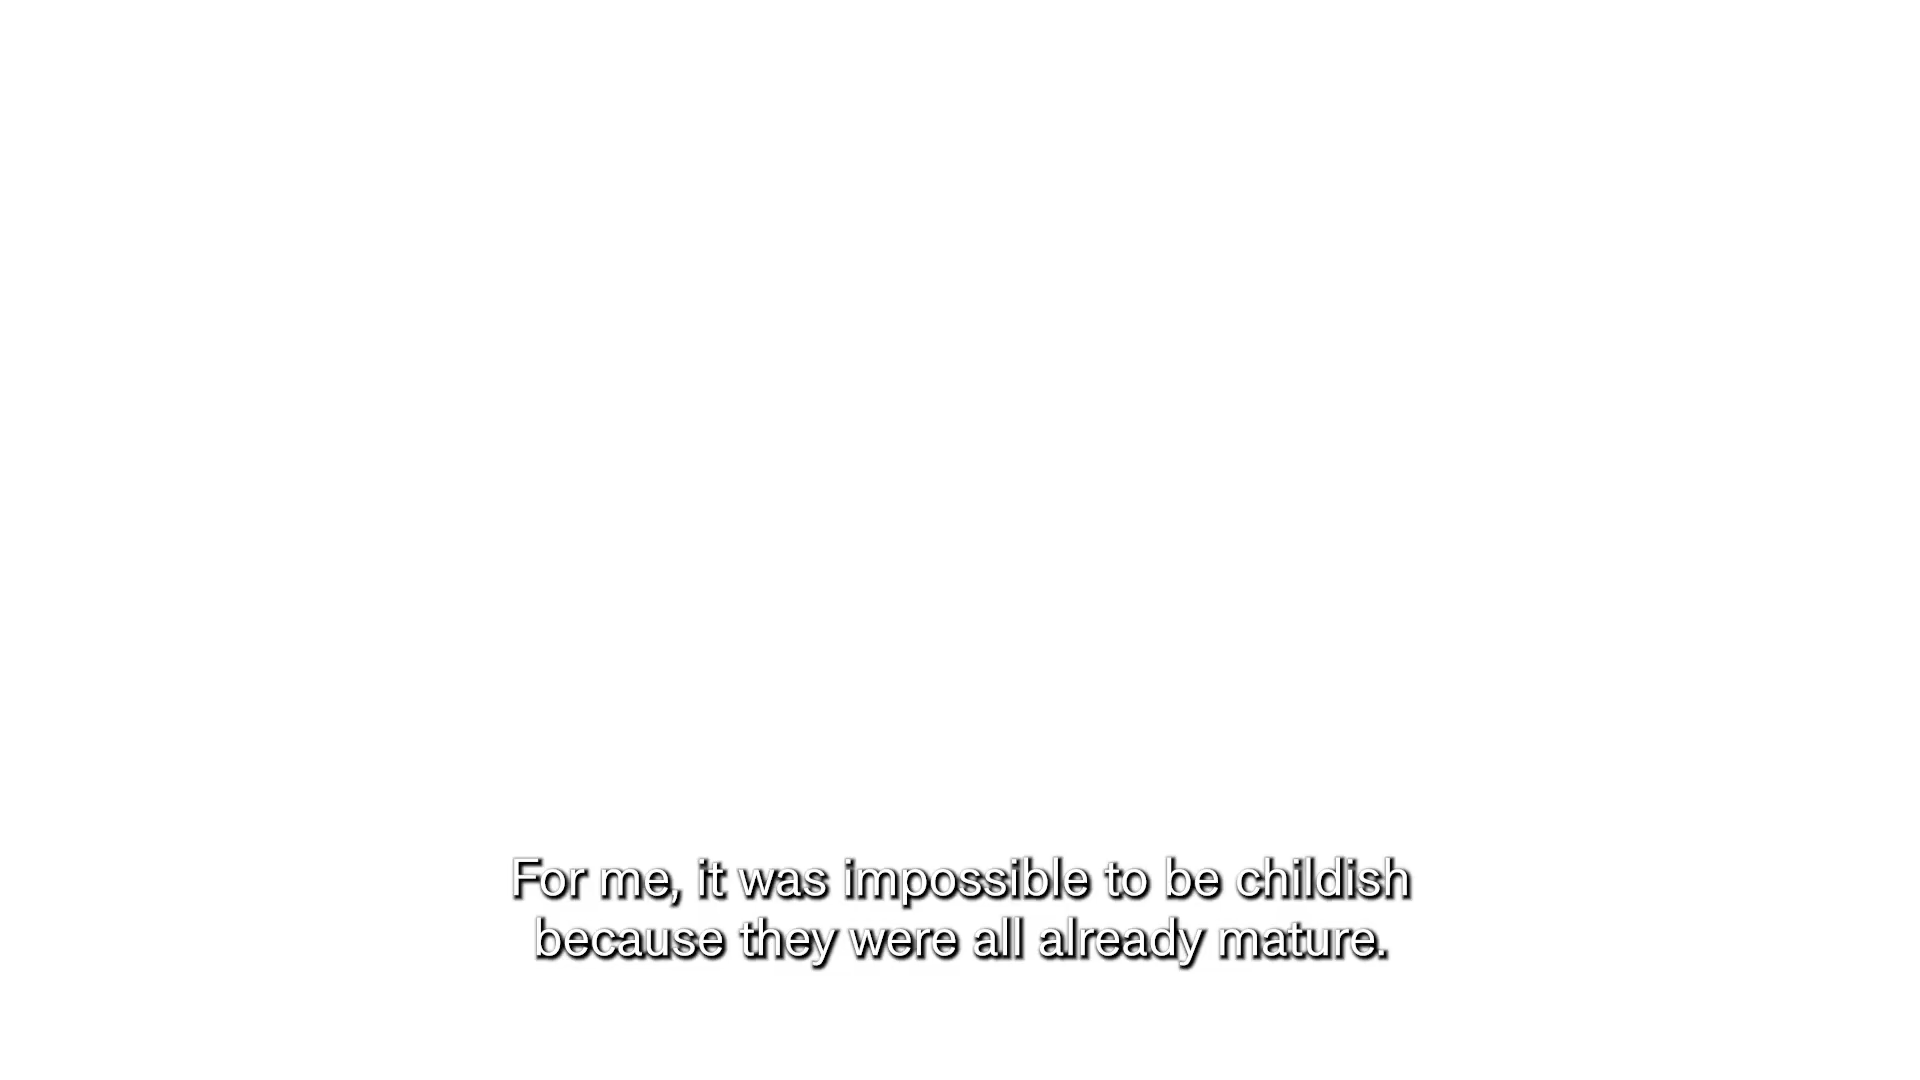 For me, it was impossible to be childish
because they were all already mature.